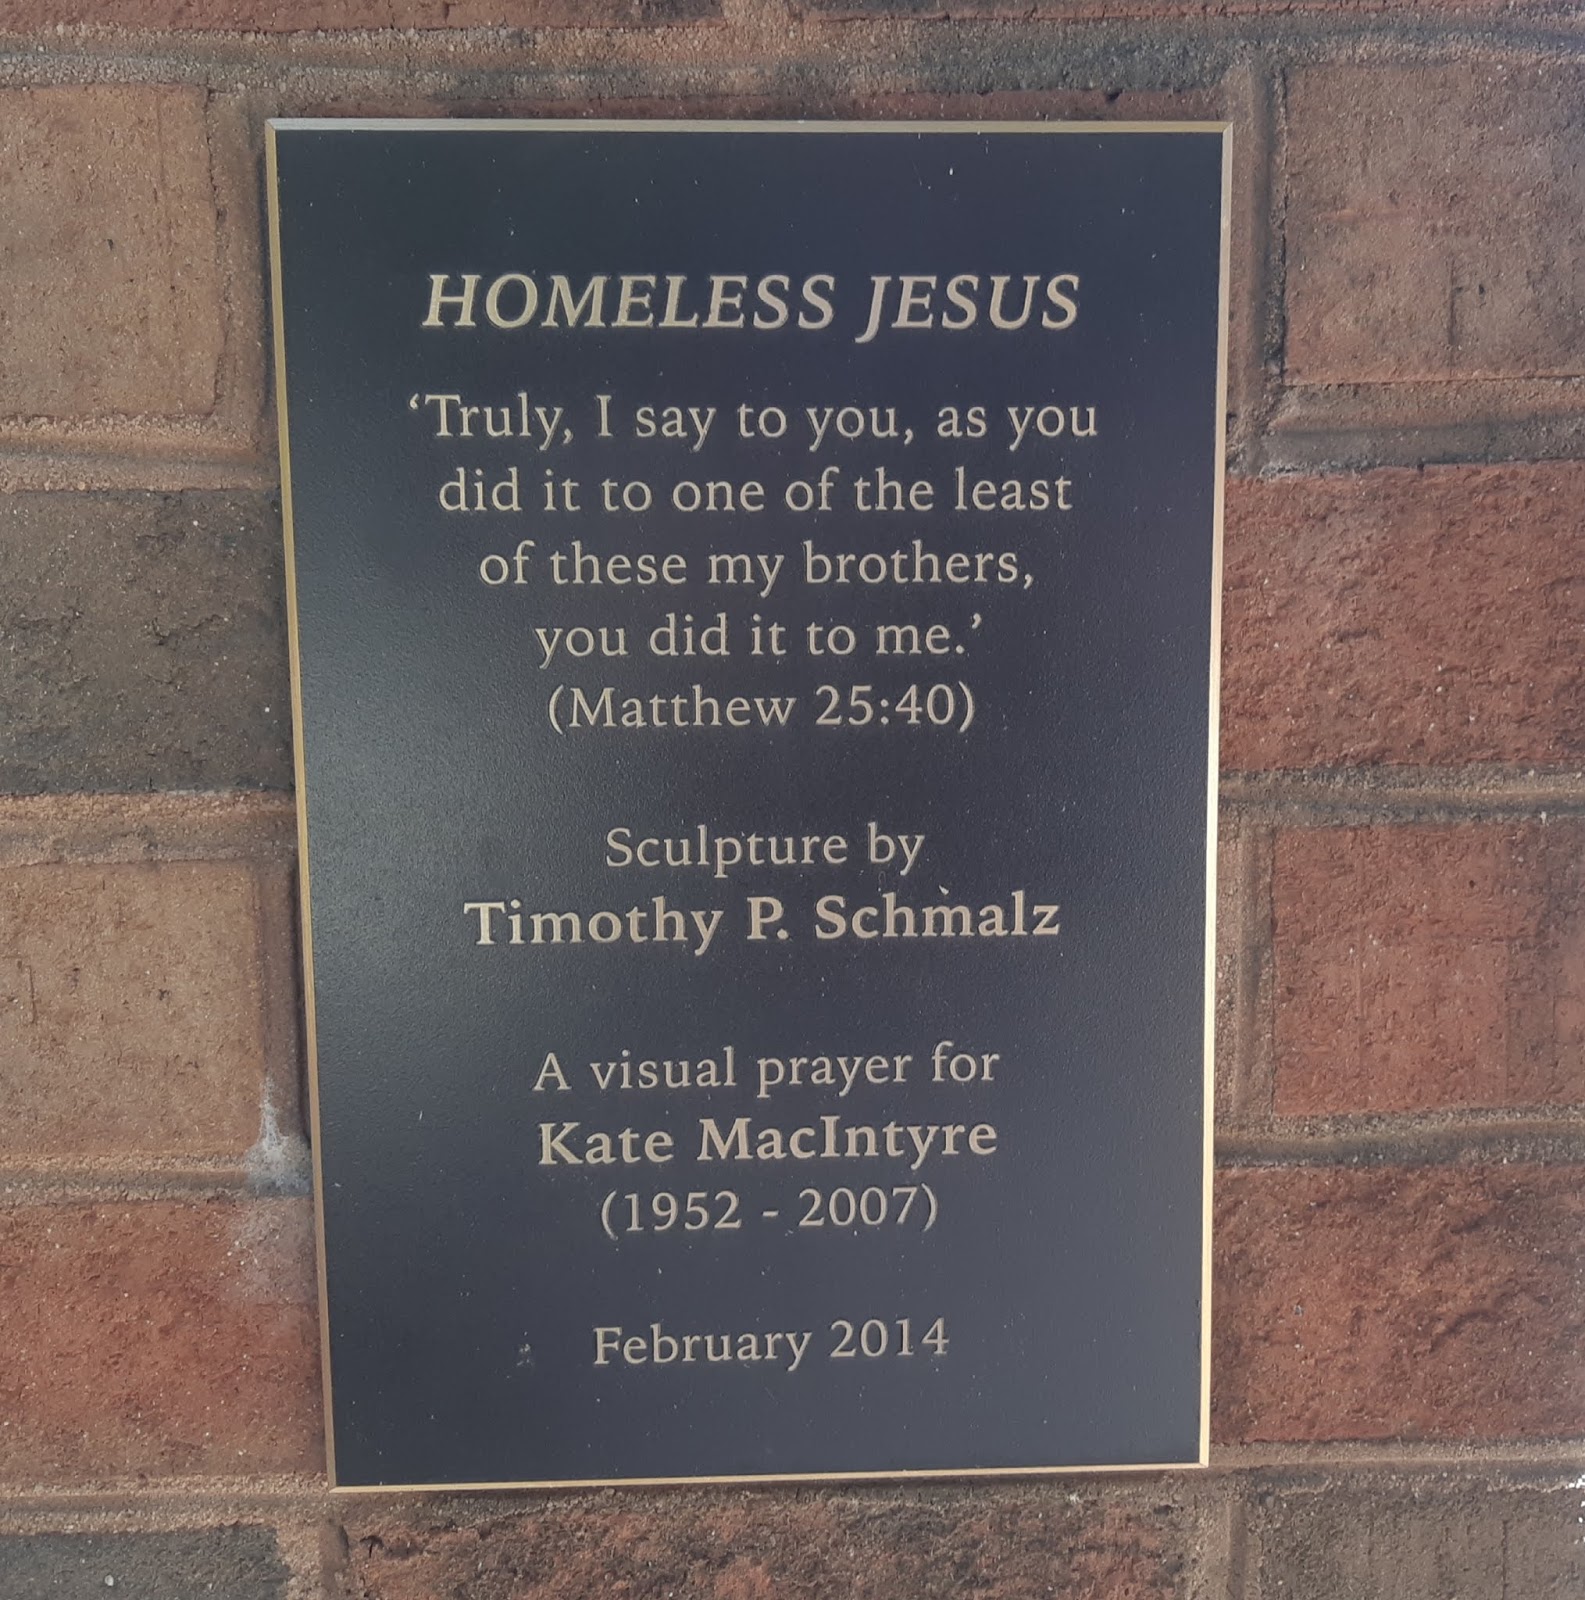 HOMELESS JESUS
‘Truly, I say to you, as you
did it to one of the least
of these my brothers,
you did it to me.’
(Matthew 25:40)
Sculpture by
Timothy P. Schmalz
A visual prayer for
Kate MacIntyre
(1952 - 2007)
February 2014